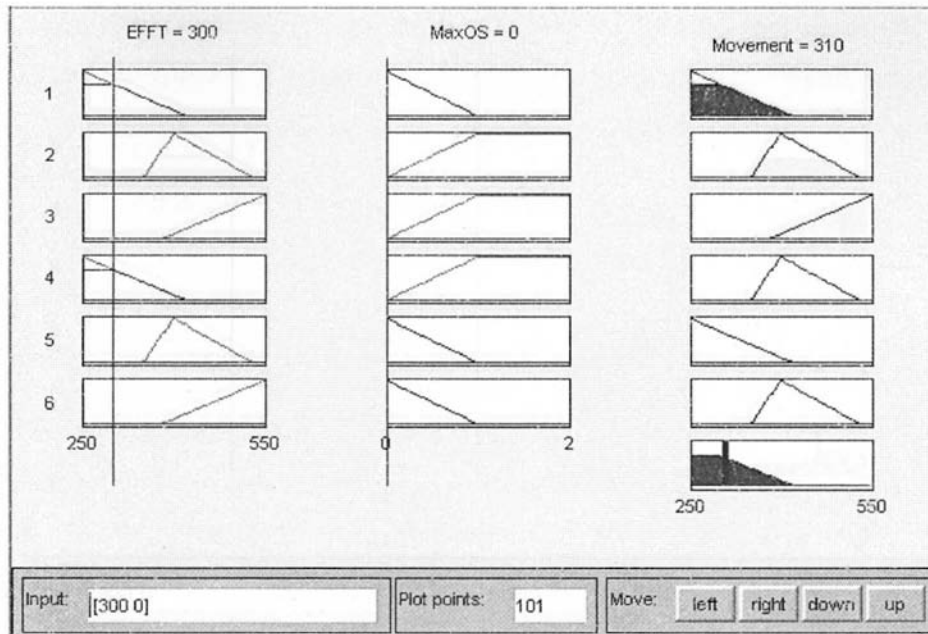 EFFT = 300
MaxOS = 0
Movement = 310
1
2
3
4
5
6
250
550
0
2
250
550
Input:
[300 0]
Plot points:
101
Move:
left
right
down
up